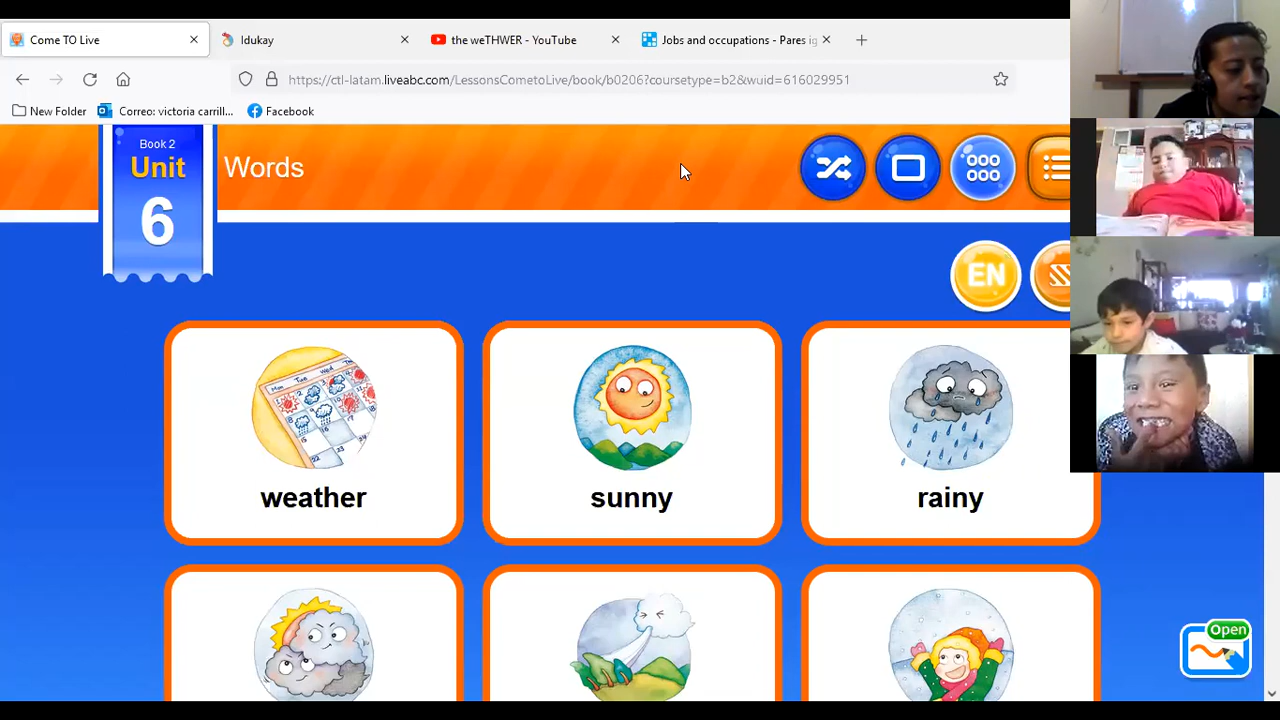 Come TO Live
Idukay
the weTHWER - YouTube
Jobs and occupations - Pares ig
https://ctl-latam.liveabc.com/LessonsCometoLive/book/b0206?coursetype=b2&wuid=616029951
New Folder
Correo: victoria carrill...
Facebook
Book 2
Unit
6
Words
EN
weather
sunny
rainy
Open